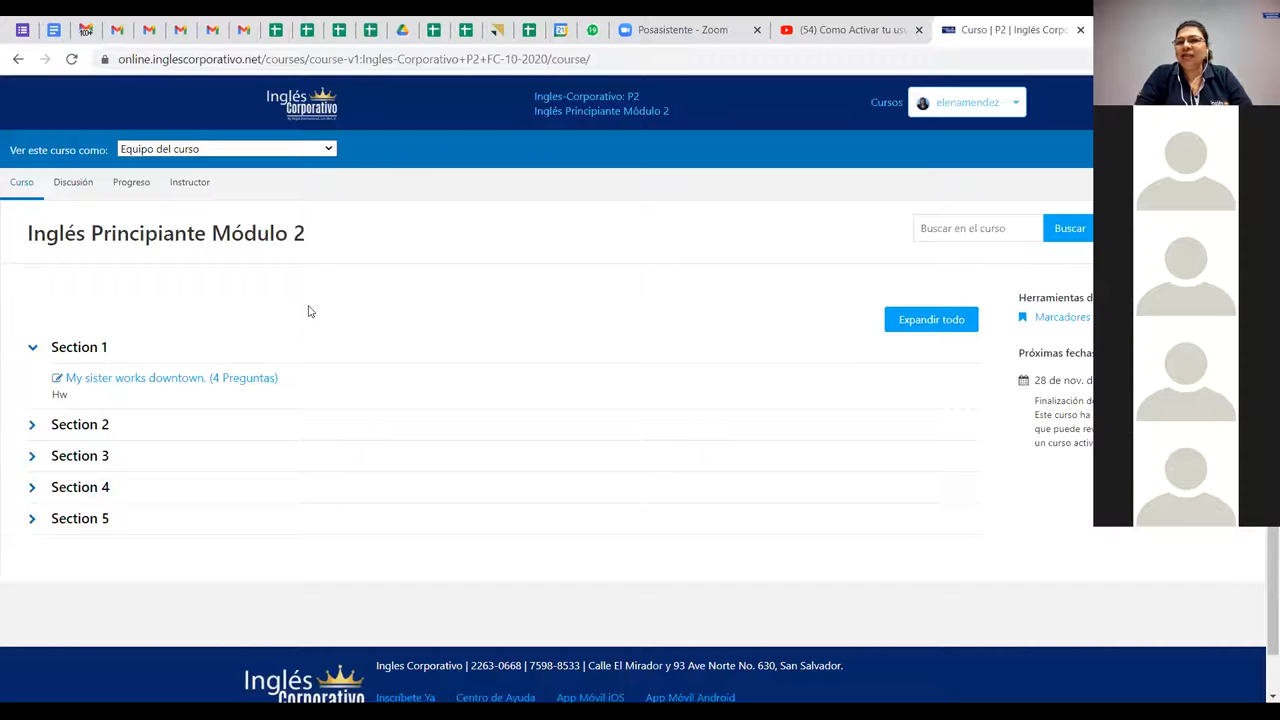 Posasistente - Zoom
(54) Como Activar tu usu
Curso | P2 | Inglés Corpo
online.inglescorporativo.net/courses/course-v1:Ingles-Corporativo+P2+FC-10-2020/course/
Inglés
CORPORATIVO
Ingles-Corporativo: P2
Inglés Principiante Módulo 2
Cursos
elenamendez
Ver este curso como:
Equipo del curso
Curso
Discusión
Progreso
Instructor
Inglés Principiante Módulo 2
Buscar en el curso
Buscar
Herramientas d
Expandir todo
Marcadores
Section 1
Próximas fechas
My sister works downtown. (4 Preguntas)
28 de nov. d
Hw
Finalización de
Este curso ha
Section 2
que puede rev
un curso activ
Section 3
Section 4
Section 5
Ingles Corporativo | 2263-0668 | 7598-8533 | Calle El Mirador y 93 Ave Norte No. 630, San Salvador.
Inglés
CORPORATIVO
Inscríbete Ya
Centro de Ayuda
App Móvil iOS
App Móvil Android